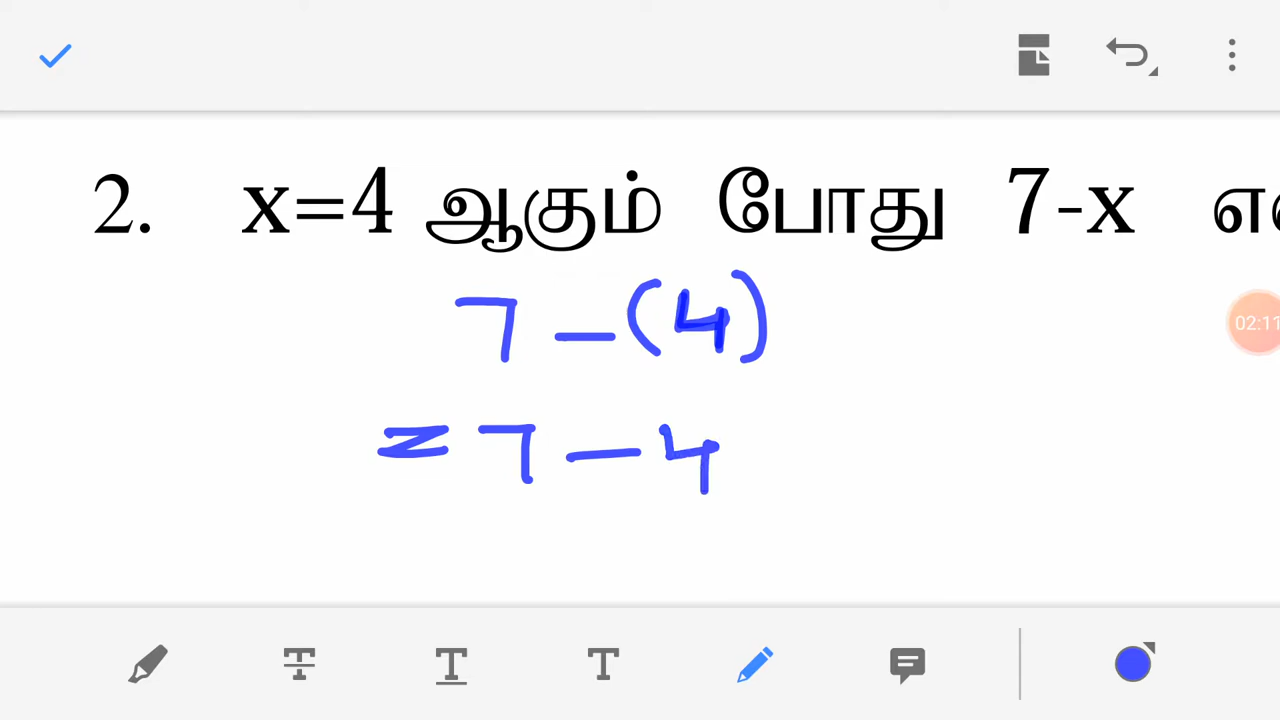 2. x=4 ஆகும் போது 7-x
7 - (4)
= 7 - 4
02:11